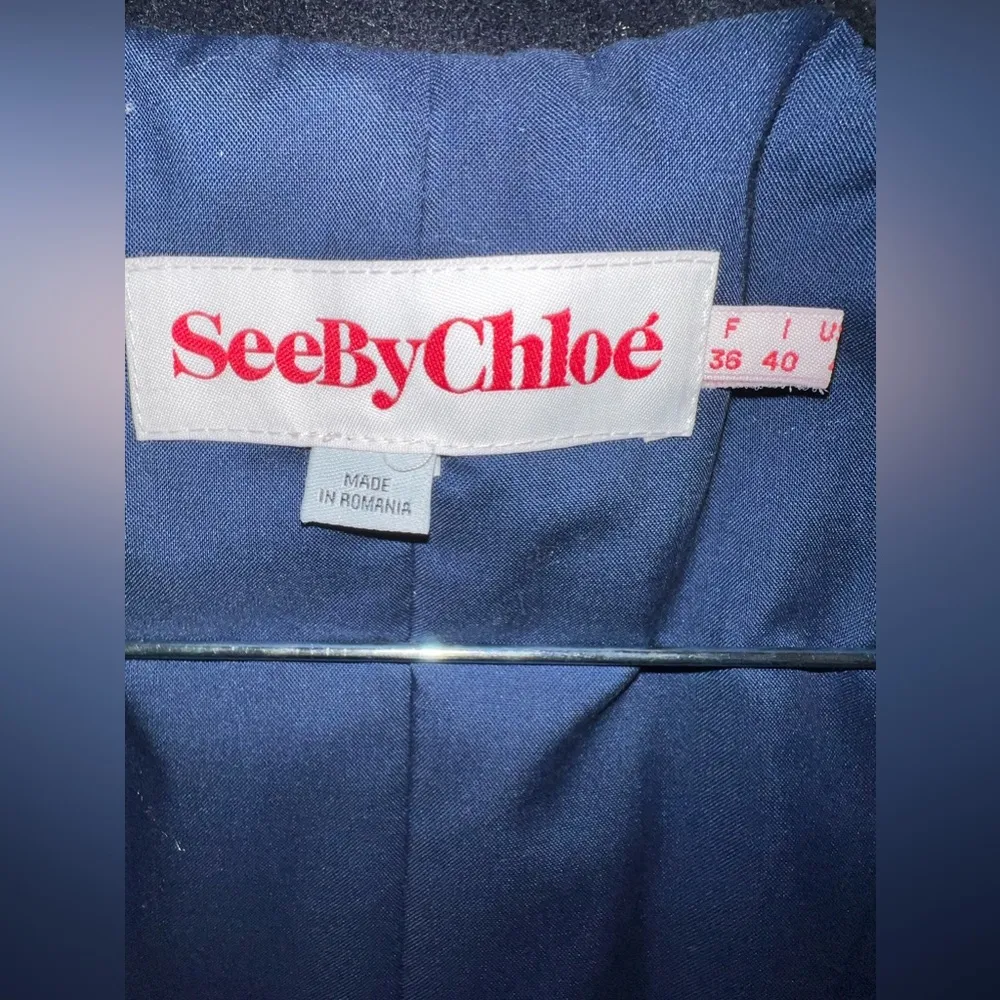 SeeByChloé
F I U
36 40
MADE
IN ROMANIA